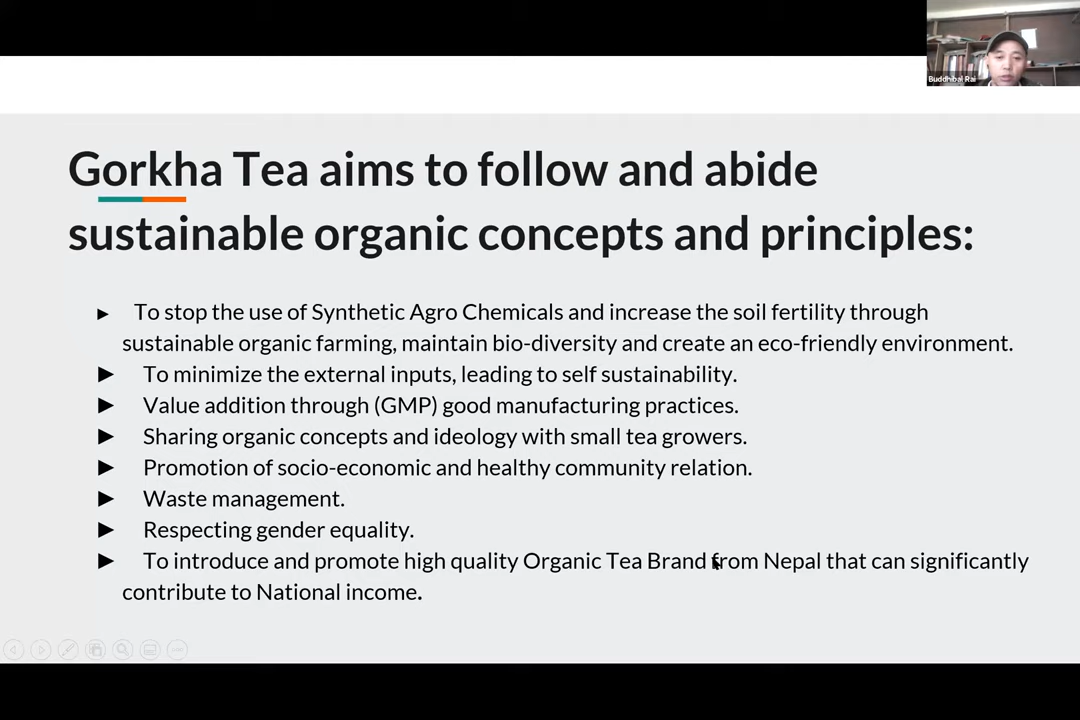 Buddhibal Rai
Gorkha Tea aims to follow and abide
sustainable organic concepts and principles:
► To stop the use of Synthetic Agro Chemicals and increase the soil fertility through
sustainable organic farming, maintain bio-diversity and create an eco-friendly environment.
► To minimize the external inputs, leading to self sustainability.
► Value addition through (GMP) good manufacturing practices.
► Sharing organic concepts and ideology with small tea growers.
► Promotion of socio-economic and healthy community relation.
► Waste management.
► Respecting gender equality.
► To introduce and promote high quality Organic Tea Brand from Nepal that can significantly
contribute to National income.